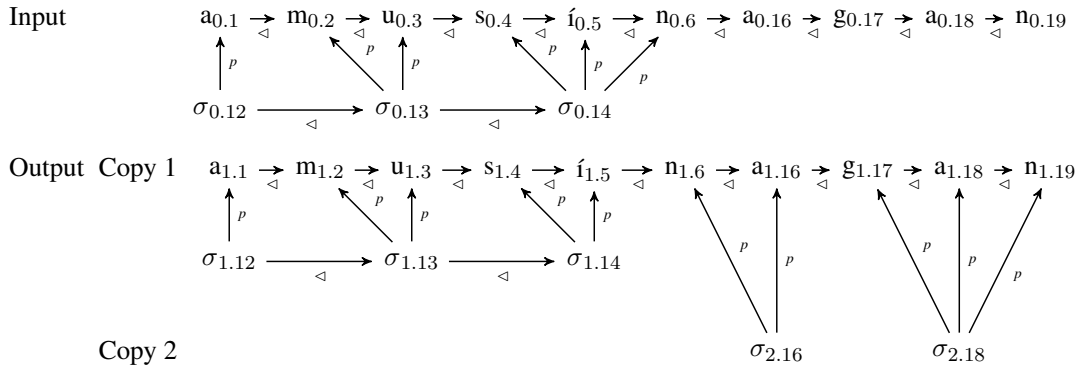 Input a₀.₁ ◁ m₀.₂ ◁ u₀.₃ ◁ s₀.₄ ◁ í₀.₅ ◁ n₀.₆ ◁ a₀.₁₆ ◁ g₀.₁₇ ◁ a₀.₁₈ ◁ n₀.₁₉
p p p p p p
σ₀.₁₂ ◁ σ₀.₁₃ ◁ σ₀.₁₄
Output Copy 1 a₁.₁ ◁ m₁.₂ ◁ u₁.₃ ◁ s₁.₄ ◁ í₁.₅ ◁ n₁.₆ ◁ a₁.₁₆ ◁ g₁.₁₇ ◁ a₁.₁₈ ◁ n₁.₁₉
p p p p p
σ₁.₁₂ ◁ σ₁.₁₃ ◁ σ₁.₁₄
p p p p p
Copy 2 σ₂.₁₆ σ₂.₁₈